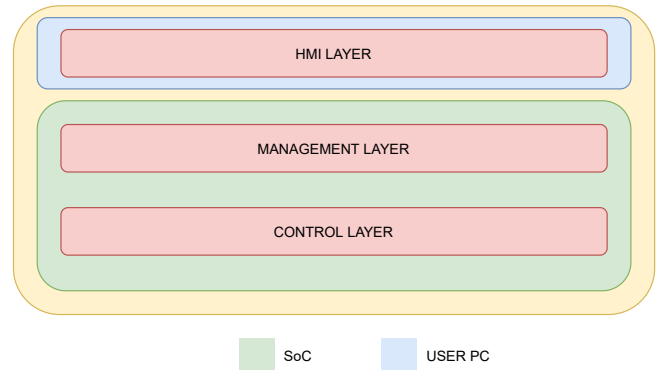 HMI LAYER
MANAGEMENT LAYER
CONTROL LAYER
SoC
USER PC